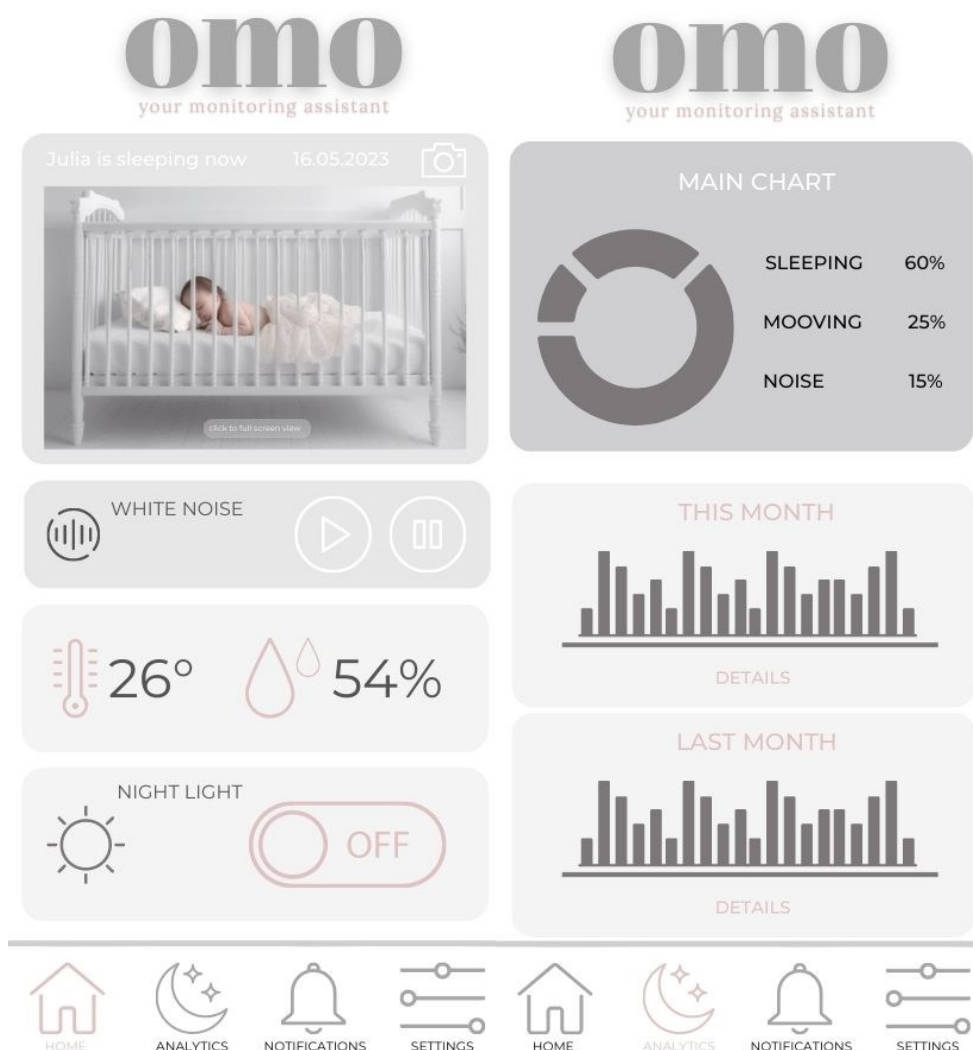 omo
your monitoring assistant
Julia is sleeping now 16.05.2023
click to full screen view
WHITE NOISE
26° 54%
NIGHT LIGHT
OFF
HOME ANALYTICS NOTIFICATIONS SETTINGS
omo
your monitoring assistant
MAIN CHART
SLEEPING 60%
MOOVING 25%
NOISE 15%
THIS MONTH
DETAILS
LAST MONTH
DETAILS
HOME ANALYTICS NOTIFICATIONS SETTINGS